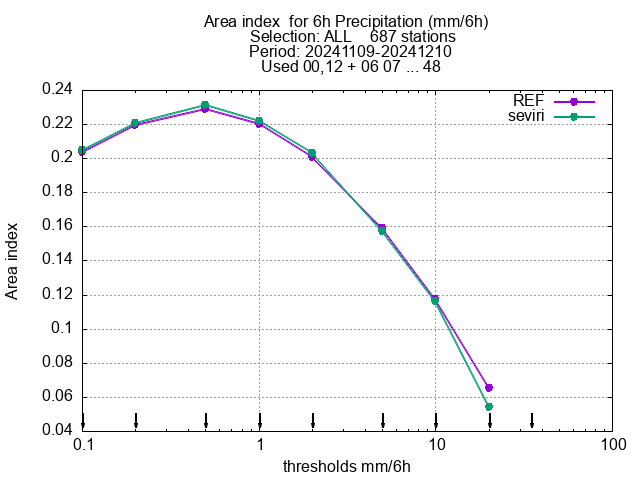 Area index  for 6h Precipitation (mm/6h)
Selection: ALL    687 stations
Period: 20241109-20241210
Used 00,12 + 06 07 ... 48
REF
seviri
0.24
0.22
0.2
0.18
0.16
0.14
0.12
0.1
0.08
0.06
0.04
Area index
0.1 1 10 100
thresholds mm/6h